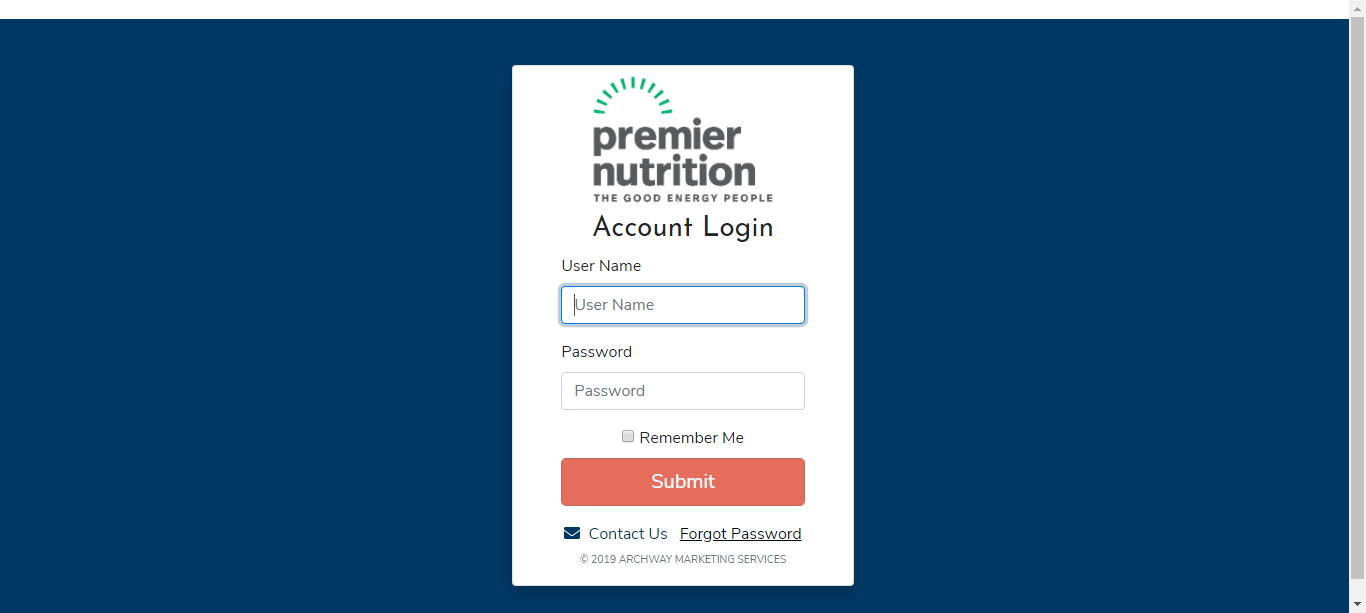 premier
nutrition
THE GOOD ENERGY PEOPLE
Account Login
User Name
User Name
Password
Password
Remember Me
Submit
Contact Us Forgot Password
© 2019 ARCHWAY MARKETING SERVICES